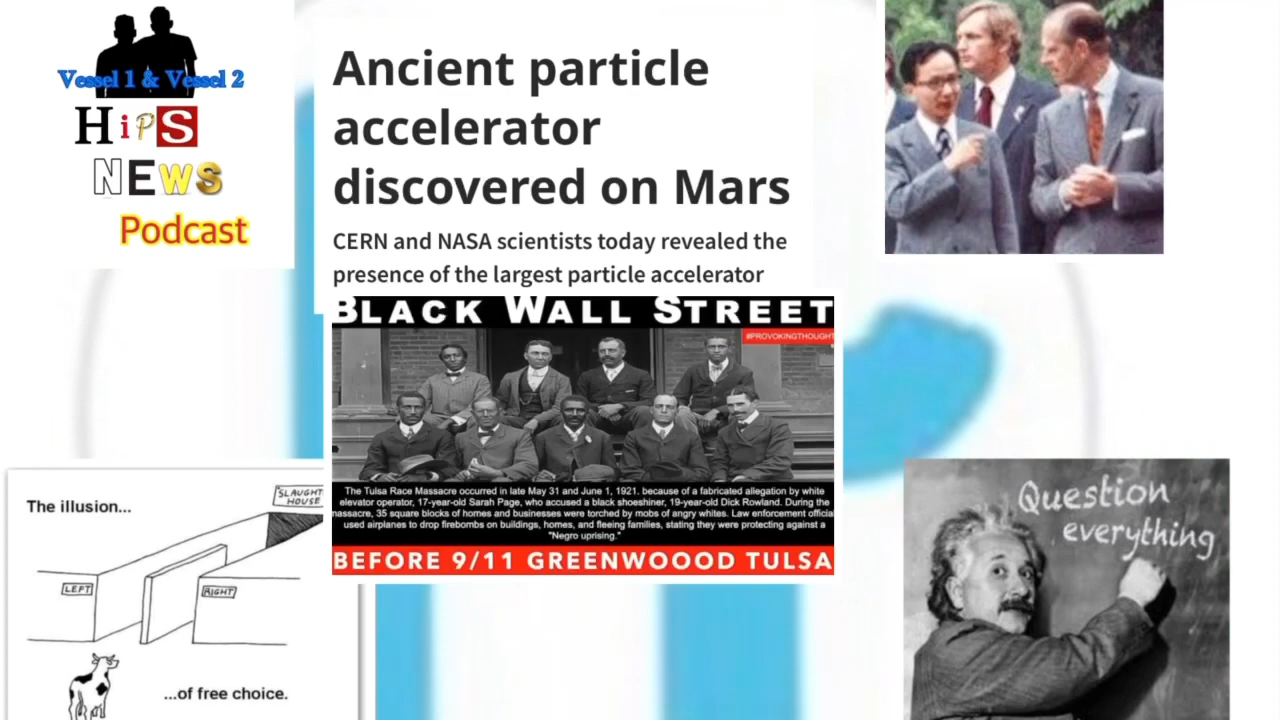 Vessel 1 & Vessel 2
HiPS
NEWS
Podcast
Ancient particle
accelerator
discovered on Mars
CERN and NASA scientists today revealed the
presence of the largest particle accelerator
BLACK WALL STREET
#PROVOKINGTHOUGHT
The Tulsa Race Massacre occurred in late May 31 and June 1, 1921, because of a fabricated allegation by white
elevator operator, 17-year-old Sarah Page, who accused a black shoeshiner, 19-year-old Dick Rowland. During the
massacre, 35 square blocks of homes and businesses were torched by mobs of angry whites. Law enforcement official
used airplanes to drop firebombs on buildings, homes, and fleeing families, stating they were protecting against a
"Negro uprising."
BEFORE 9/11 GREENWOOOD TULSA
The illusion...
SLAUGHT
HOUSE
LEFT
RIGHT
...of free choice.
Question
everything